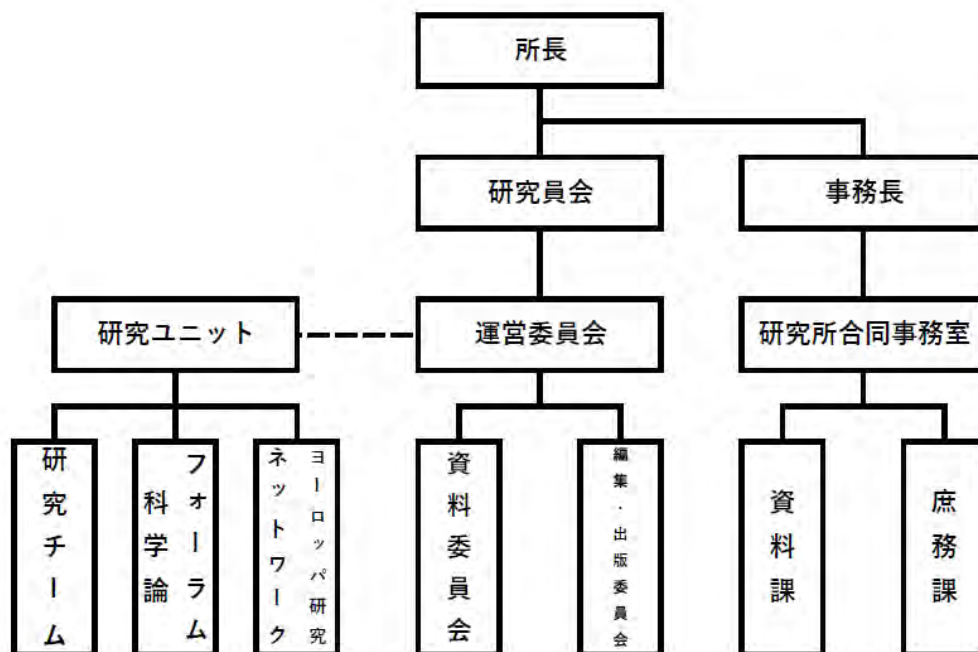 所長
研究員会
事務長
研究ユニット
運営委員会
研究所合同事務室
研究チーム
フォーラム
科学論
ヨーロッパ研究
ネットワーク
資料委員会
編集・出版委員会
資料課
庶務課